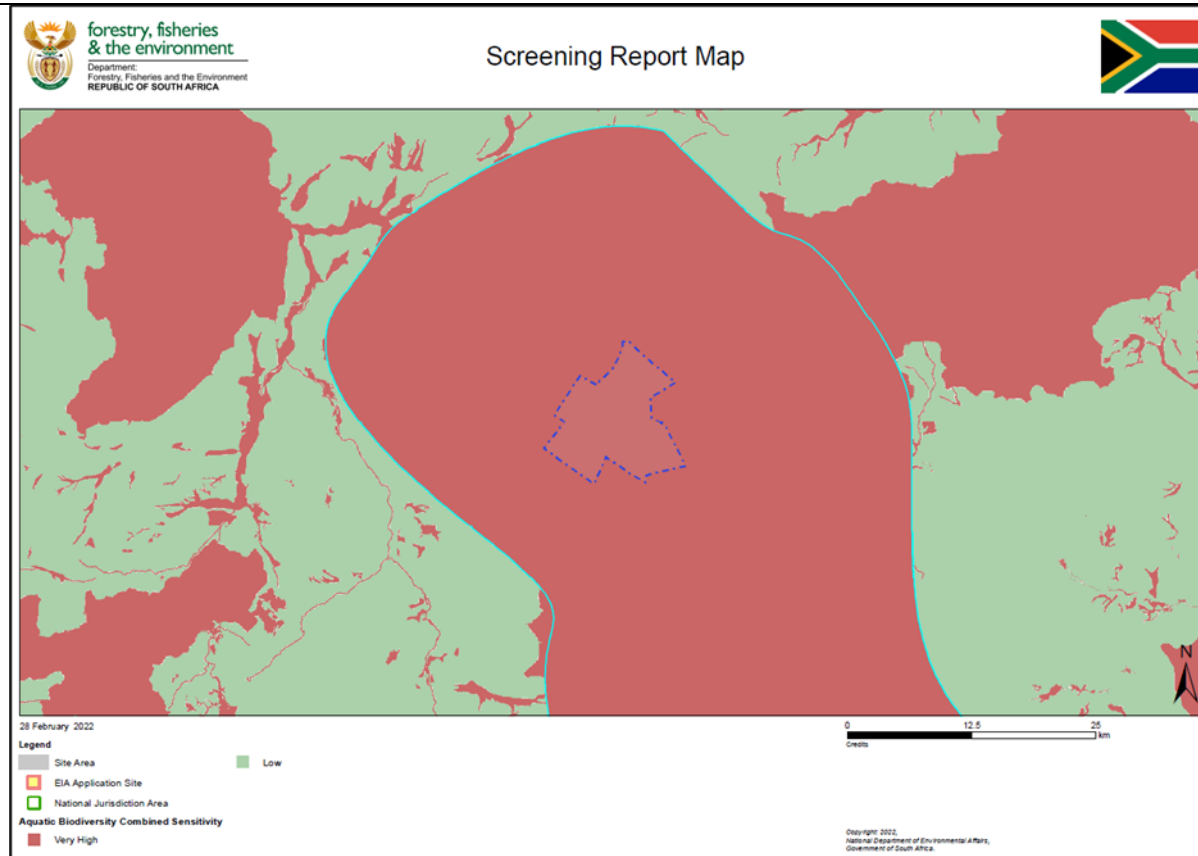 forestry, fisheries
& the environment
Department:
Forestry, Fisheries and the Environment
REPUBLIC OF SOUTH AFRICA
Screening Report Map
N
28 February 2022
0 12.5 25
km
Credits
Legend
Site Area
Low
EIA Application Site
National Jurisdiction Area
Aquatic Biodiversity Combined Sensitivity
Very High
Copyright: 2022,
National Department of Environmental Affairs,
Government of South Africa.